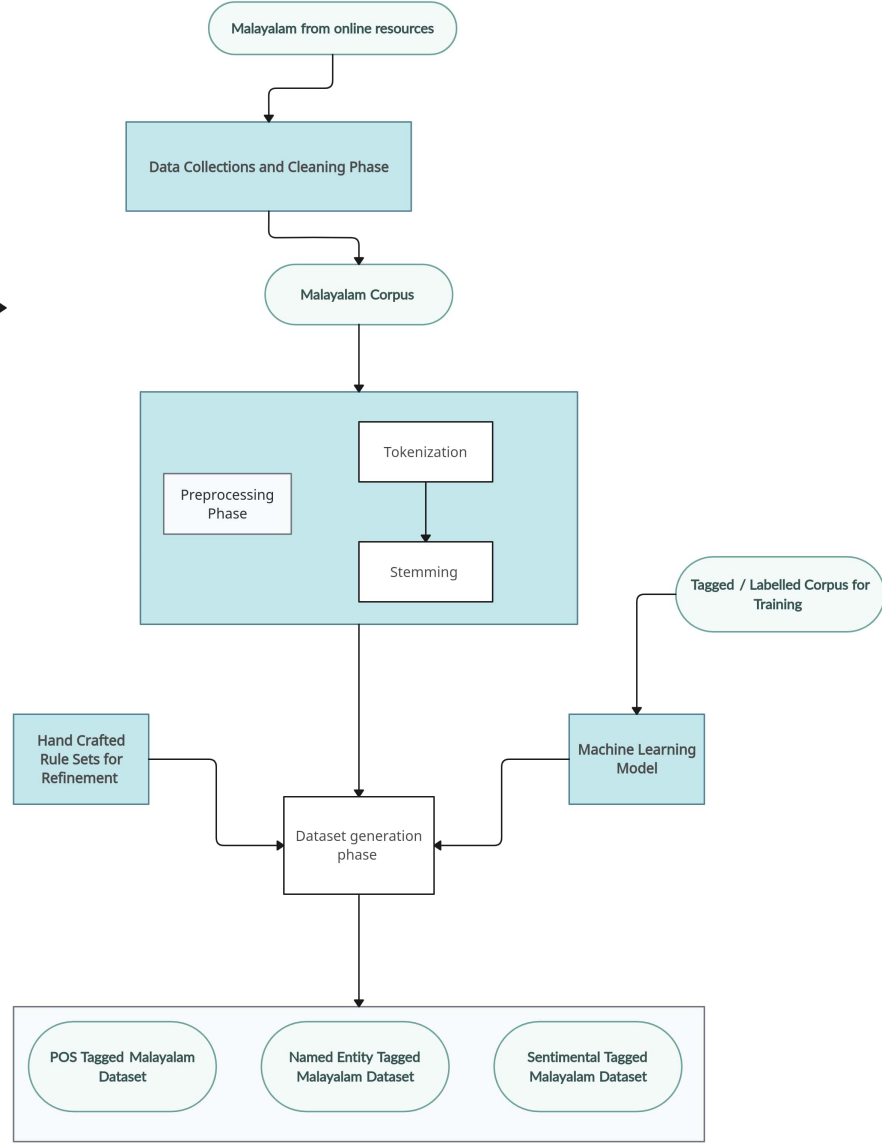 Malayalam from online resources
Data Collections and Cleaning Phase
Malayalam Corpus
Tokenization
Preprocessing
Phase
Stemming
Tagged / Labelled Corpus for
Training
Hand Crafted
Rule Sets for
Refinement
Machine Learning
Model
Dataset generation
phase
POS Tagged Malayalam
Dataset
Named Entity Tagged
Malayalam Dataset
Sentimental Tagged
Malayalam Dataset